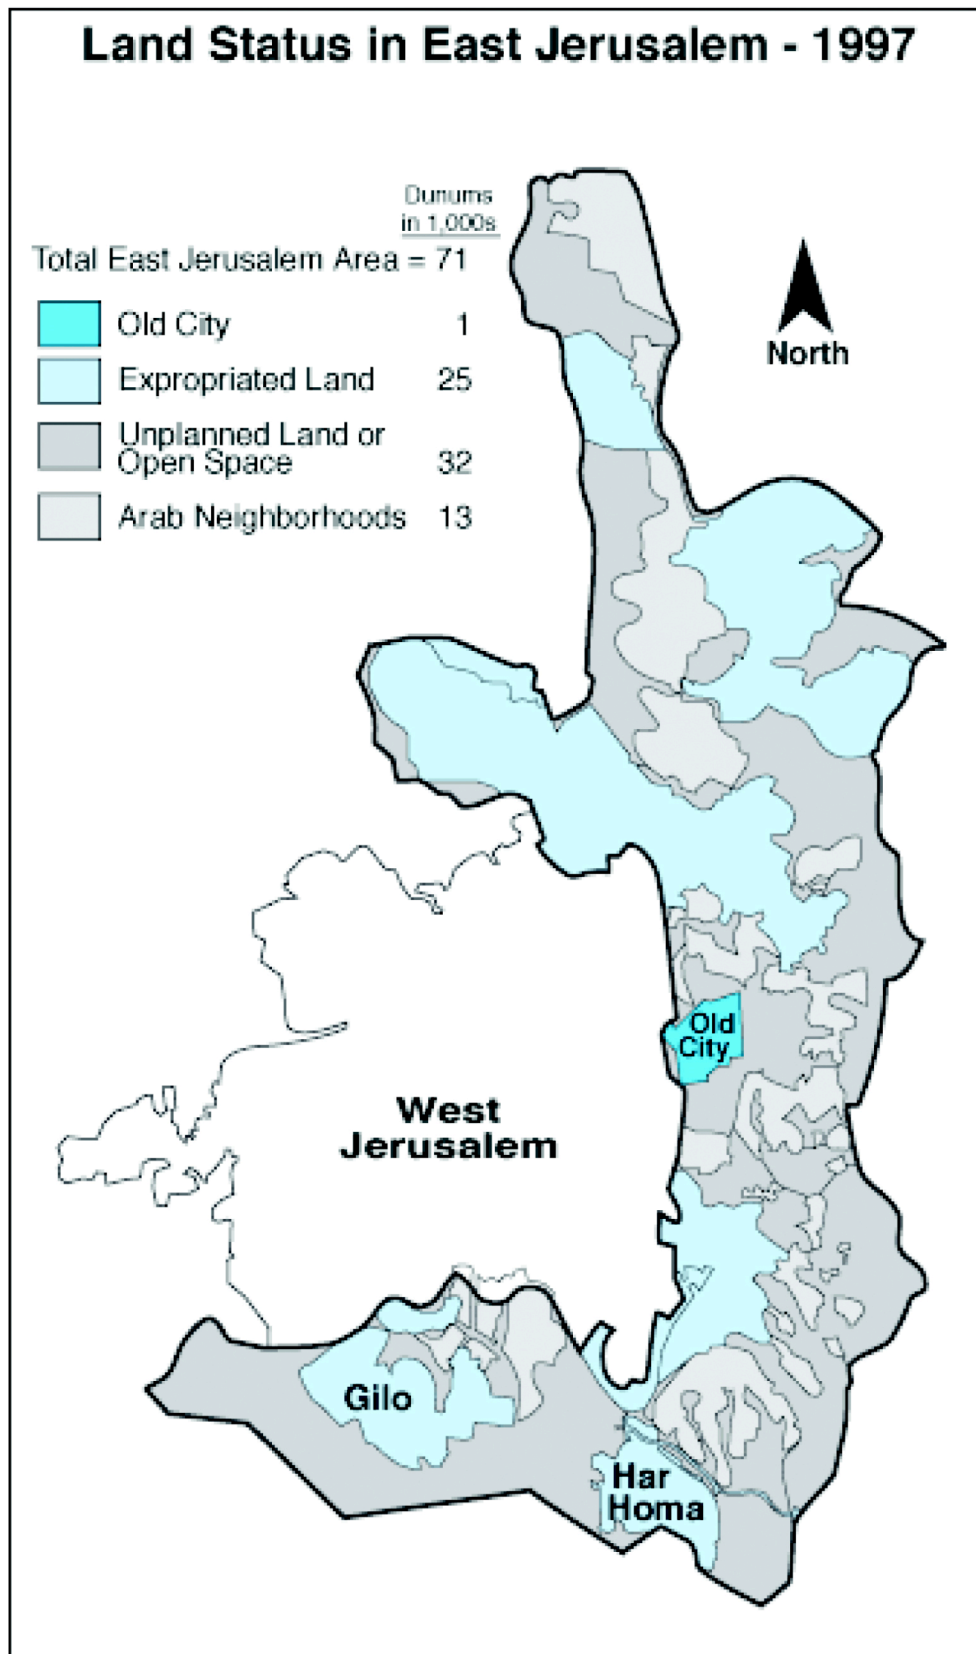 Land Status in East Jerusalem - 1997
Dunums
in 1,000s
Total East Jerusalem Area = 71
Old City 1
Expropriated Land 25
Unplanned Land or
Open Space 32
Arab Neighborhoods 13
North
Old
City
West
Jerusalem
Gilo
Har
Homa